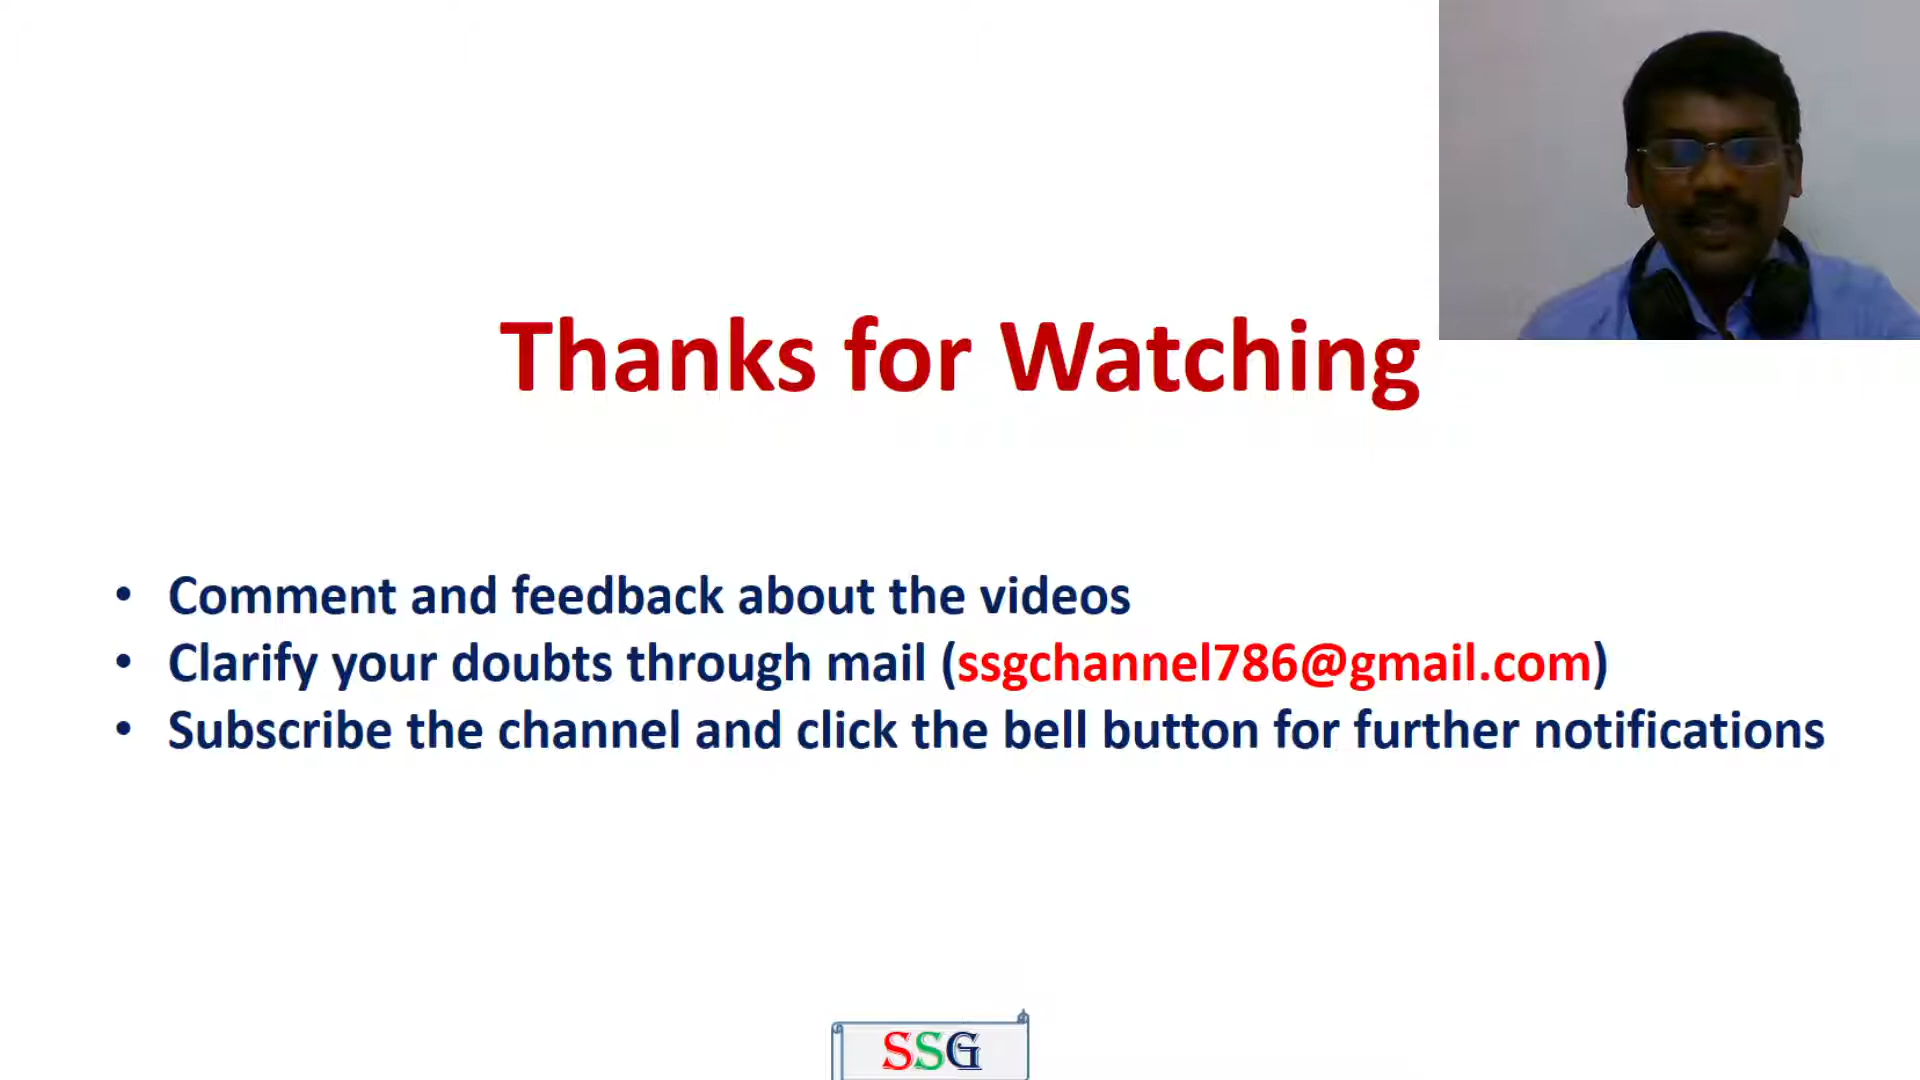 Thanks for Watching
• Comment and feedback about the videos
• Clarify your doubts through mail (ssgchannel786@gmail.com)
• Subscribe the channel and click the bell button for further notifications
SSG